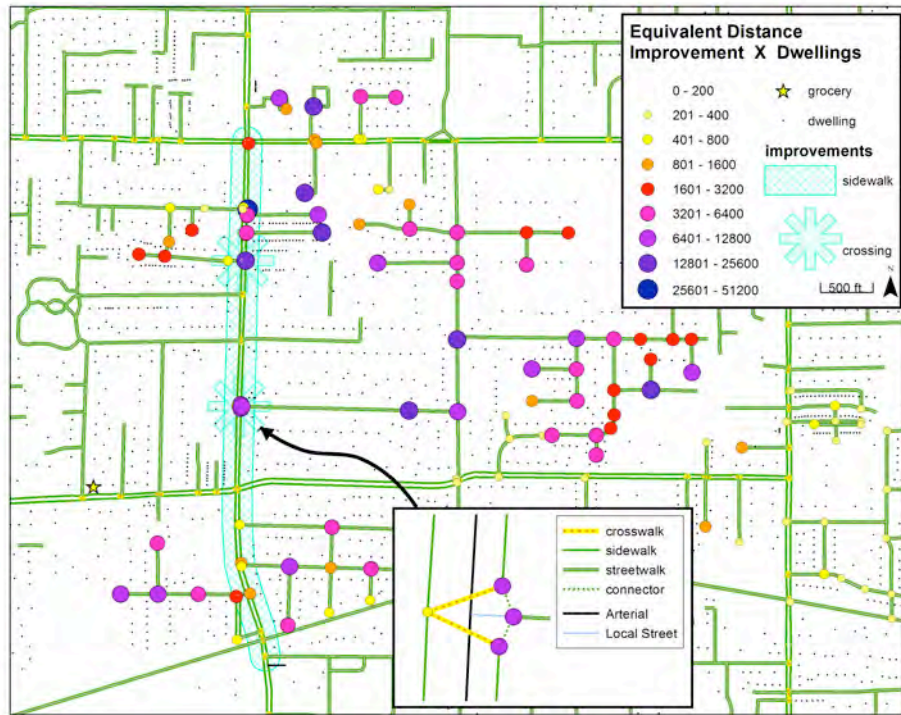 Equivalent Distance
Improvement X Dwellings
0 - 200
201 - 400
401 - 800
801 - 1600
1601 - 3200
3201 - 6400
6401 - 12800
12801 - 25600
25601 - 51200
grocery
dwelling
improvements
sidewalk
crossing
N
500 ft
crosswalk
sidewalk
streetwalk
connector
Arterial
Local Street